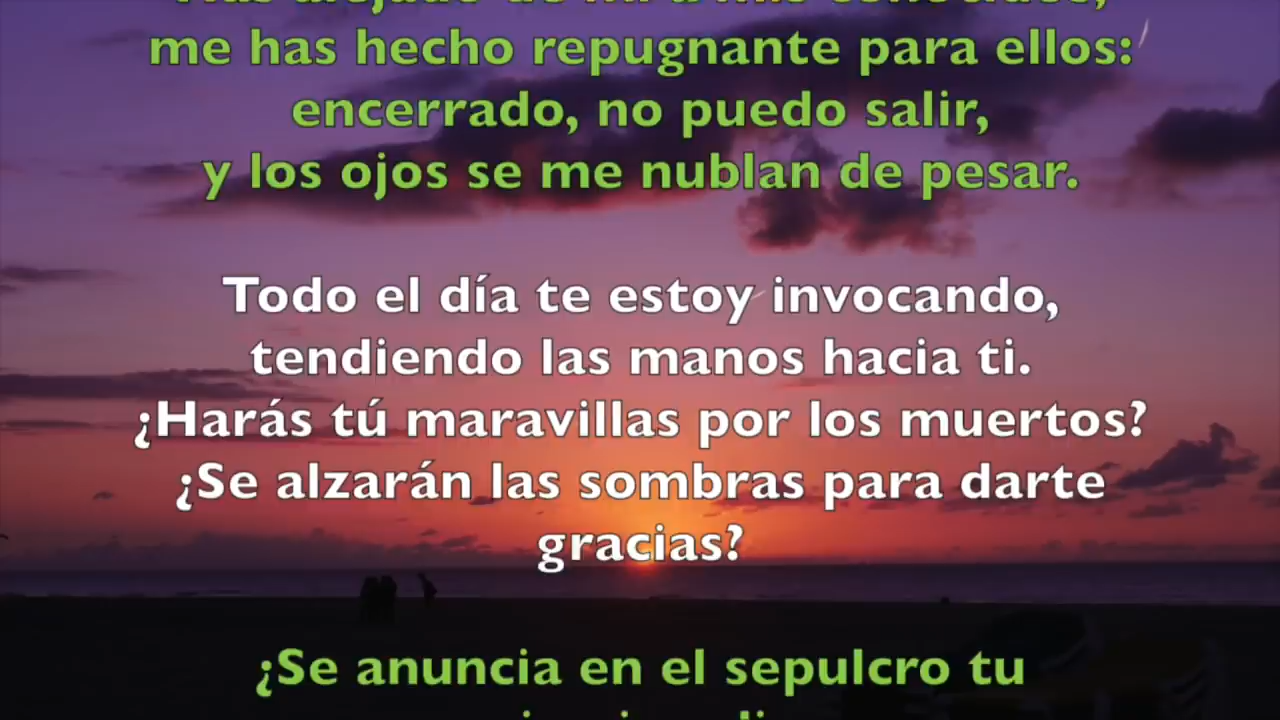 me has hecho repugnante para ellos:
encerrado, no puedo salir,
y los ojos se me nublan de pesar.
Todo el día te estoy invocando,
tendiendo las manos hacia ti.
¿Harás tú maravillas por los muertos?
¿Se alzarán las sombras para darte
gracias?
¿Se anuncia en el sepulcro tu